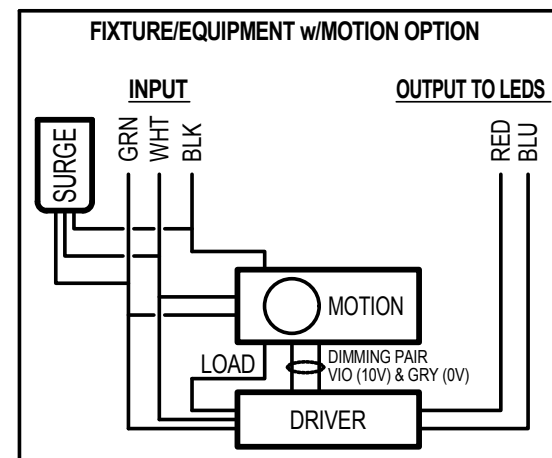 FIXTURE/EQUIPMENT w/MOTION OPTION
INPUT
OUTPUT TO LEDS
SURGE
GRN
WHT
BLK
RED
BLU
MOTION
LOAD
DIMMING PAIR
VIO (10V) & GRY (0V)
DRIVER